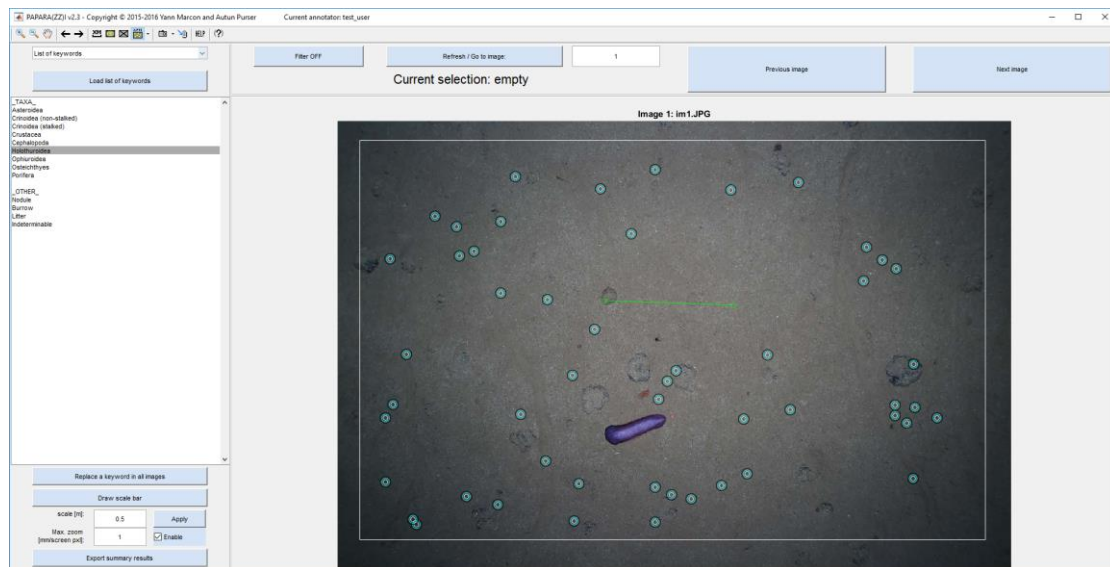 PAPARA(ZZ)I v2.3 - Copyright © 2015-2016 Yann Marcon and Autun Purser Current annotator: test_user
List of keywords
Load list of keywords
Filter OFF
Refresh / Go to image:
1
Current selection: empty
Previous image
Next image
_TAXA_
Asteroidea
Crinoidea (non-stalked)
Crinoidea (stalked)
Crustacea
Cephalopoda
Holothuroidea
Ophiuroidea
Osteichthyes
Porifera
_OTHER_
Nodule
Burrow
Litter
Indeterminable
Image 1: im1.JPG
Replace a keyword in all images
Draw scale bar
scale [m]:
0.5
Apply
Max. zoom
[mm/screen pxl]:
1
Enable
Export summary results